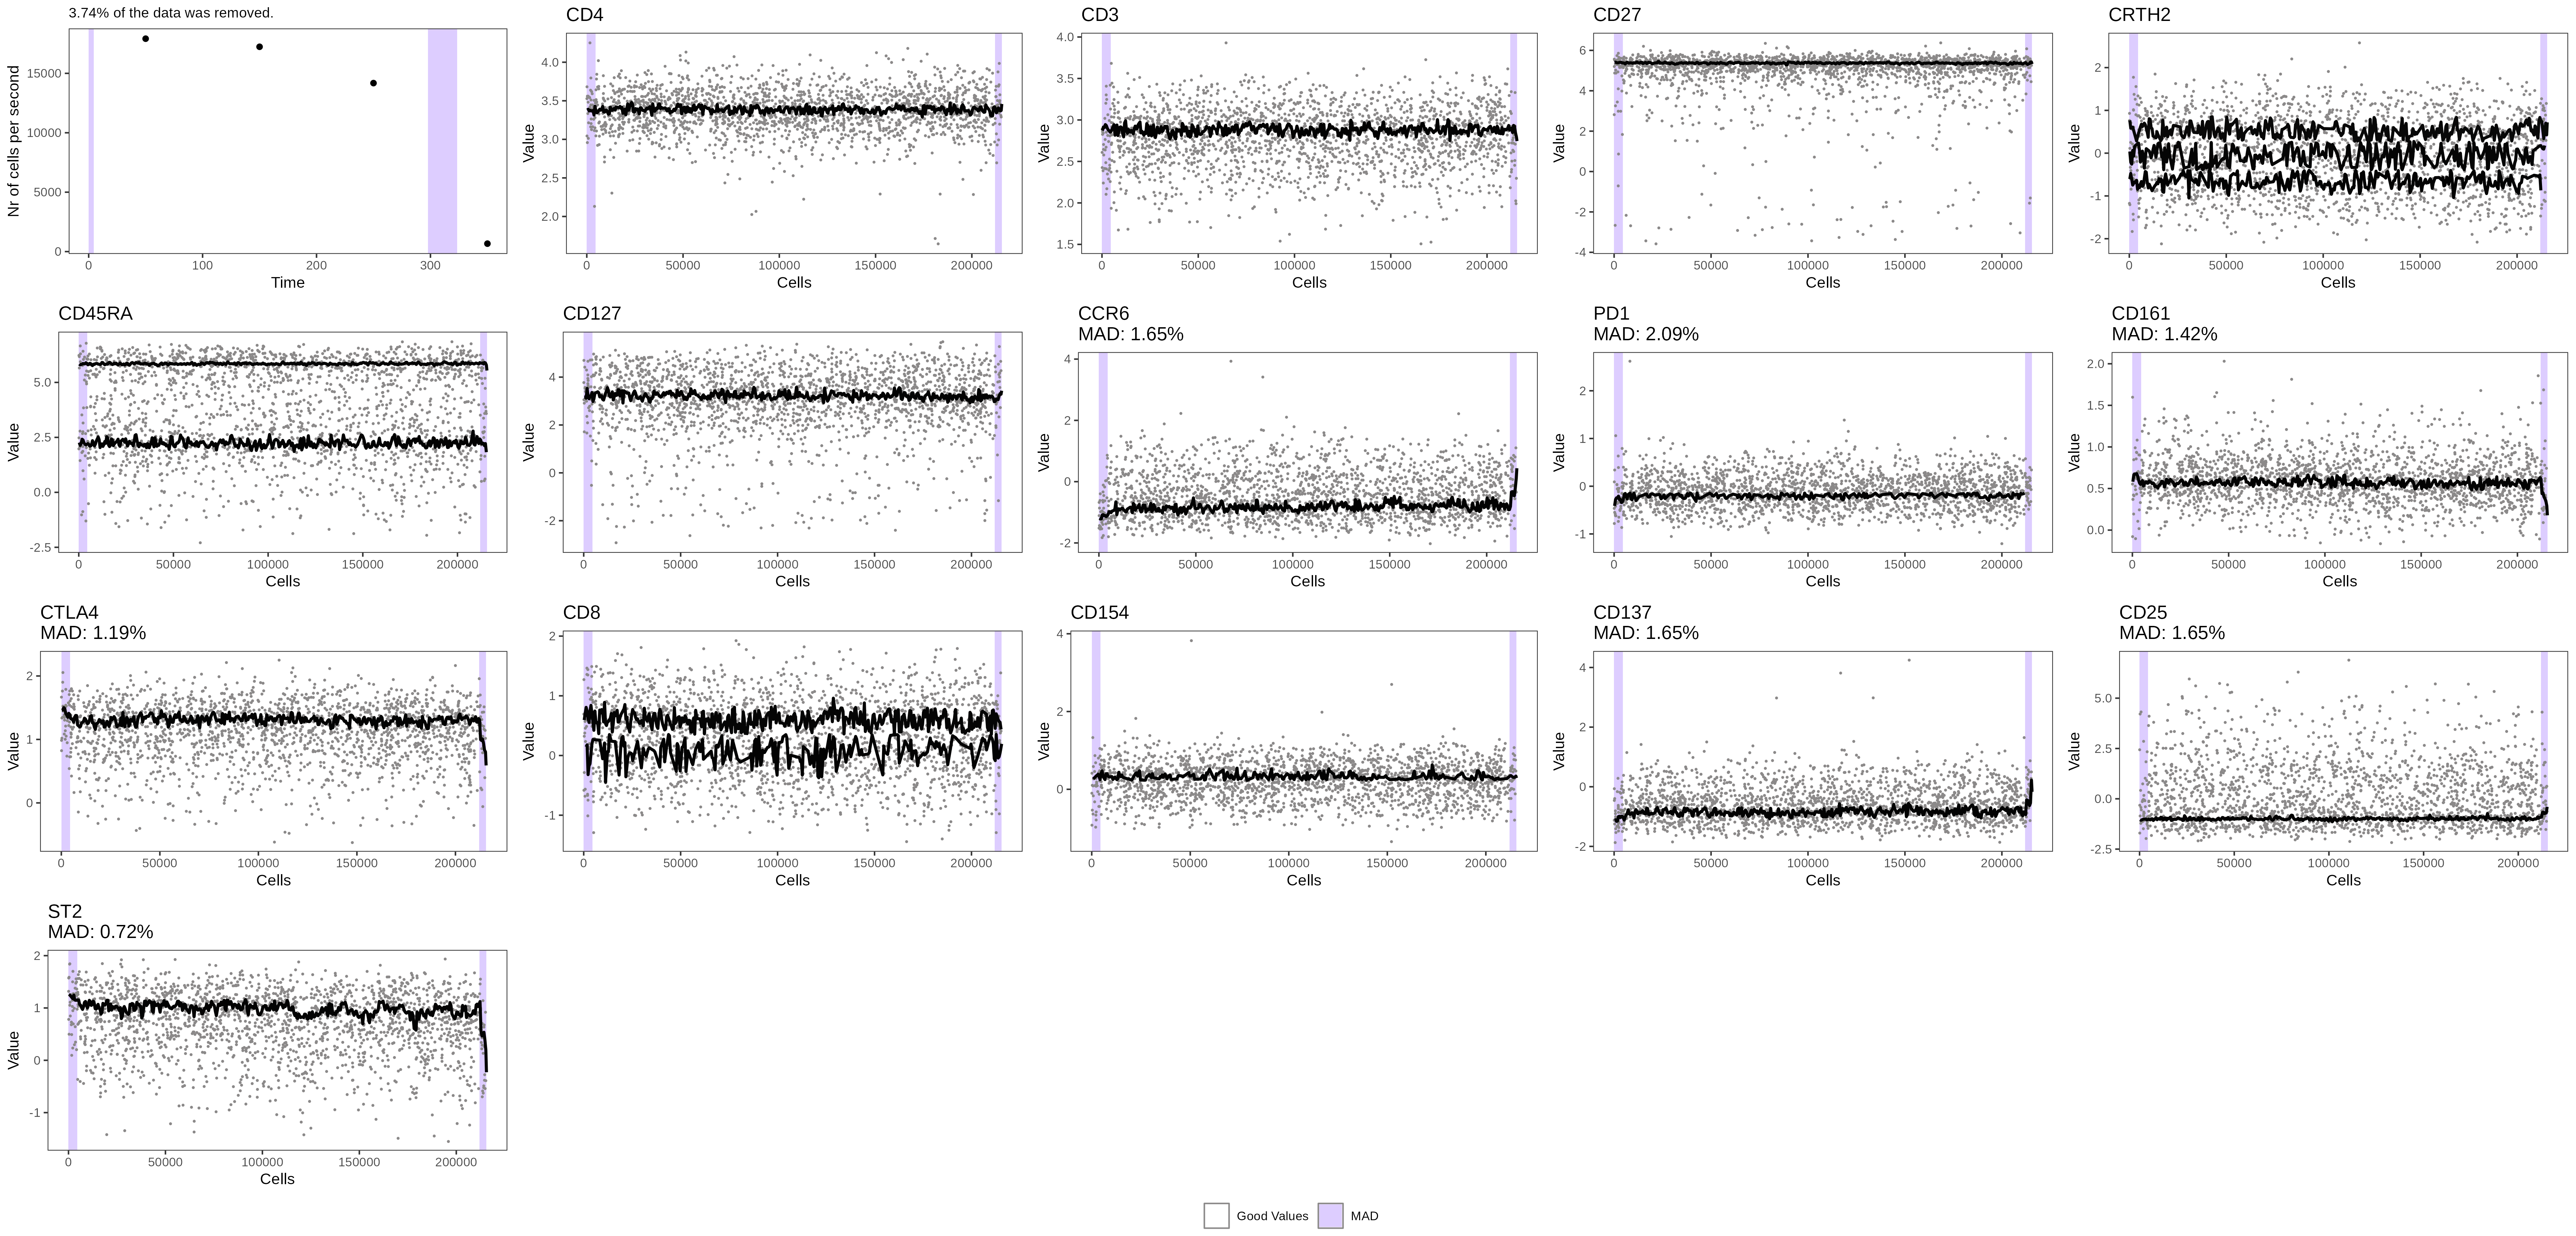 3.74% of the data was removed.
Nr of cells per second
15000
10000
5000
0
0 100 200 300
Time
CD4
Value
4.0
3.5
3.0
2.5
2.0
0 50000 100000 150000 200000
Cells
CD3
Value
4.0
3.5
3.0
2.5
2.0
1.5
0 50000 100000 150000 200000
Cells
CD27
Value
6
4
2
0
-2
-4
0 50000 100000 150000 200000
Cells
CRTH2
Value
2
1
0
-1
-2
0 50000 100000 150000 200000
Cells
CD45RA
Value
5.0
2.5
0.0
-2.5
0 50000 100000 150000 200000
Cells
CD127
Value
4
2
0
-2
0 50000 100000 150000 200000
Cells
CCR6
MAD: 1.65%
Value
4
2
0
-2
0 50000 100000 150000 200000
Cells
PD1
MAD: 2.09%
Value
2
1
0
-1
0 50000 100000 150000 200000
Cells
CD161
MAD: 1.42%
Value
2.0
1.5
1.0
0.5
0.0
0 50000 100000 150000 200000
Cells
CTLA4
MAD: 1.19%
Value
2
1
0
0 50000 100000 150000 200000
Cells
CD8
Value
2
1
0
-1
0 50000 100000 150000 200000
Cells
CD154
Value
4
2
0
0 50000 100000 150000 200000
Cells
CD137
MAD: 1.65%
Value
4
2
0
-2
0 50000 100000 150000 200000
Cells
CD25
MAD: 1.65%
Value
5.0
2.5
0.0
-2.5
0 50000 100000 150000 200000
Cells
ST2
MAD: 0.72%
Value
2
1
0
-1
0 50000 100000 150000 200000
Cells
Good Values MAD